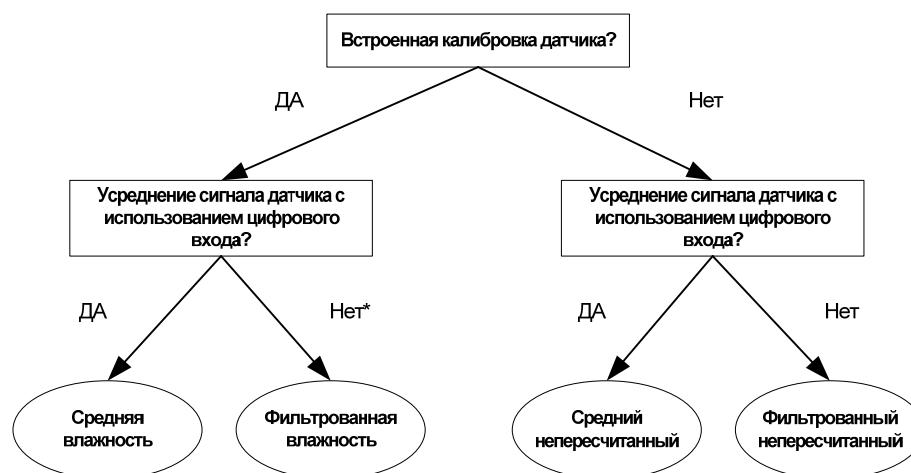 Встроенная калибровка датчика?
ДА
Нет
Усреднение сигнала датчика с
использованием цифрового
входа?
Усреднение сигнала датчика с
использованием цифрового
входа?
ДА
Нет*
ДА
Нет
Средняя
влажность
Фильтрованная
влажность
Средний
непересчитанный
Фильтрованный
непересчитанный